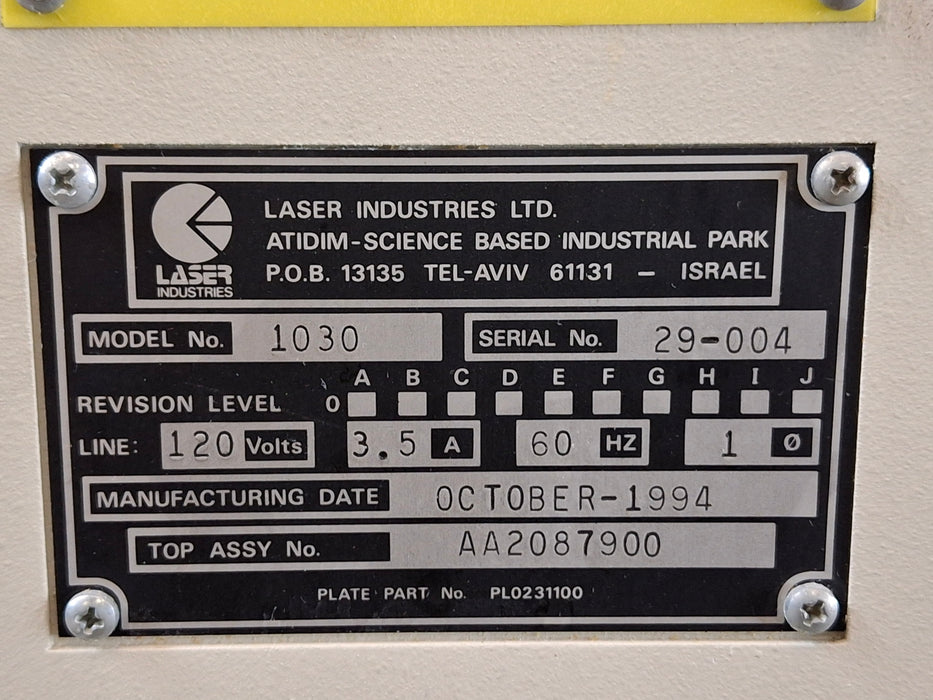 LASER INDUSTRIES LTD.
ATIDIM-SCIENCE BASED INDUSTRIAL PARK
P.O.B. 13135 TEL-AVIV 61131 – ISRAEL
LASER
INDUSTRIES
MODEL No. 1030 SERIAL No. 29-004
A B C D E F G H I J
REVISION LEVEL 0
LINE: 120 Volts 3.5 A 60 HZ 1 Ø
MANUFACTURING DATE OCTOBER-1994
TOP ASSY No. AA2087900
PLATE PART No. PL0231100